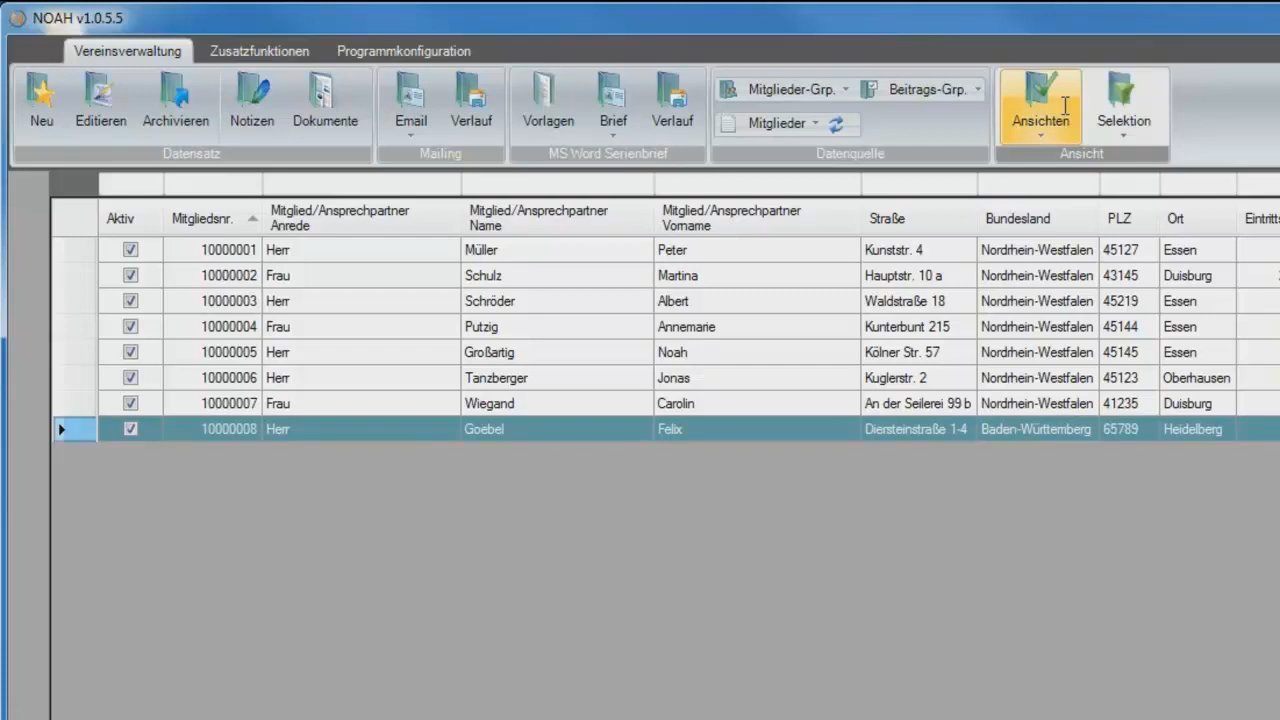 NOAH v1.0.5.5
Vereinsverwaltung Zusatzfunktionen Programmkonfiguration
Neu Editieren Archivieren Notizen Dokumente Email Verlauf Vorlagen Brief Verlauf Mitglieder-Grp. Beitrags-Grp. Mitglieder Ansichten Selektion
Datensatz Mailing MS Word Serienbrief Datenquelle Ansicht
Aktiv Mitgliedsnr. Mitglied/Ansprechpartner Anrede Mitglied/Ansprechpartner Name Mitglied/Ansprechpartner Vorname Straße Bundesland PLZ Ort Eintritts
10000001 Herr Müller Peter Kunststr. 4 Nordrhein-Westfalen 45127 Essen
10000002 Frau Schulz Martina Hauptstr. 10 a Nordrhein-Westfalen 43145 Duisburg
10000003 Herr Schröder Albert Waldstraße 18 Nordrhein-Westfalen 45219 Essen
10000004 Frau Putzig Annemarie Kunterbunt 215 Nordrhein-Westfalen 45144 Essen
10000005 Herr Großartig Noah Kölner Str. 57 Nordrhein-Westfalen 45145 Essen
10000006 Herr Tanzberger Jonas Kuglerstr. 2 Nordrhein-Westfalen 45123 Oberhausen
10000007 Frau Wiegand Carolin An der Seilerei 99 b Nordrhein-Westfalen 41235 Duisburg
10000008 Herr Goebel Felix Diersteinstraße 1-4 Baden-Württemberg 65789 Heidelberg